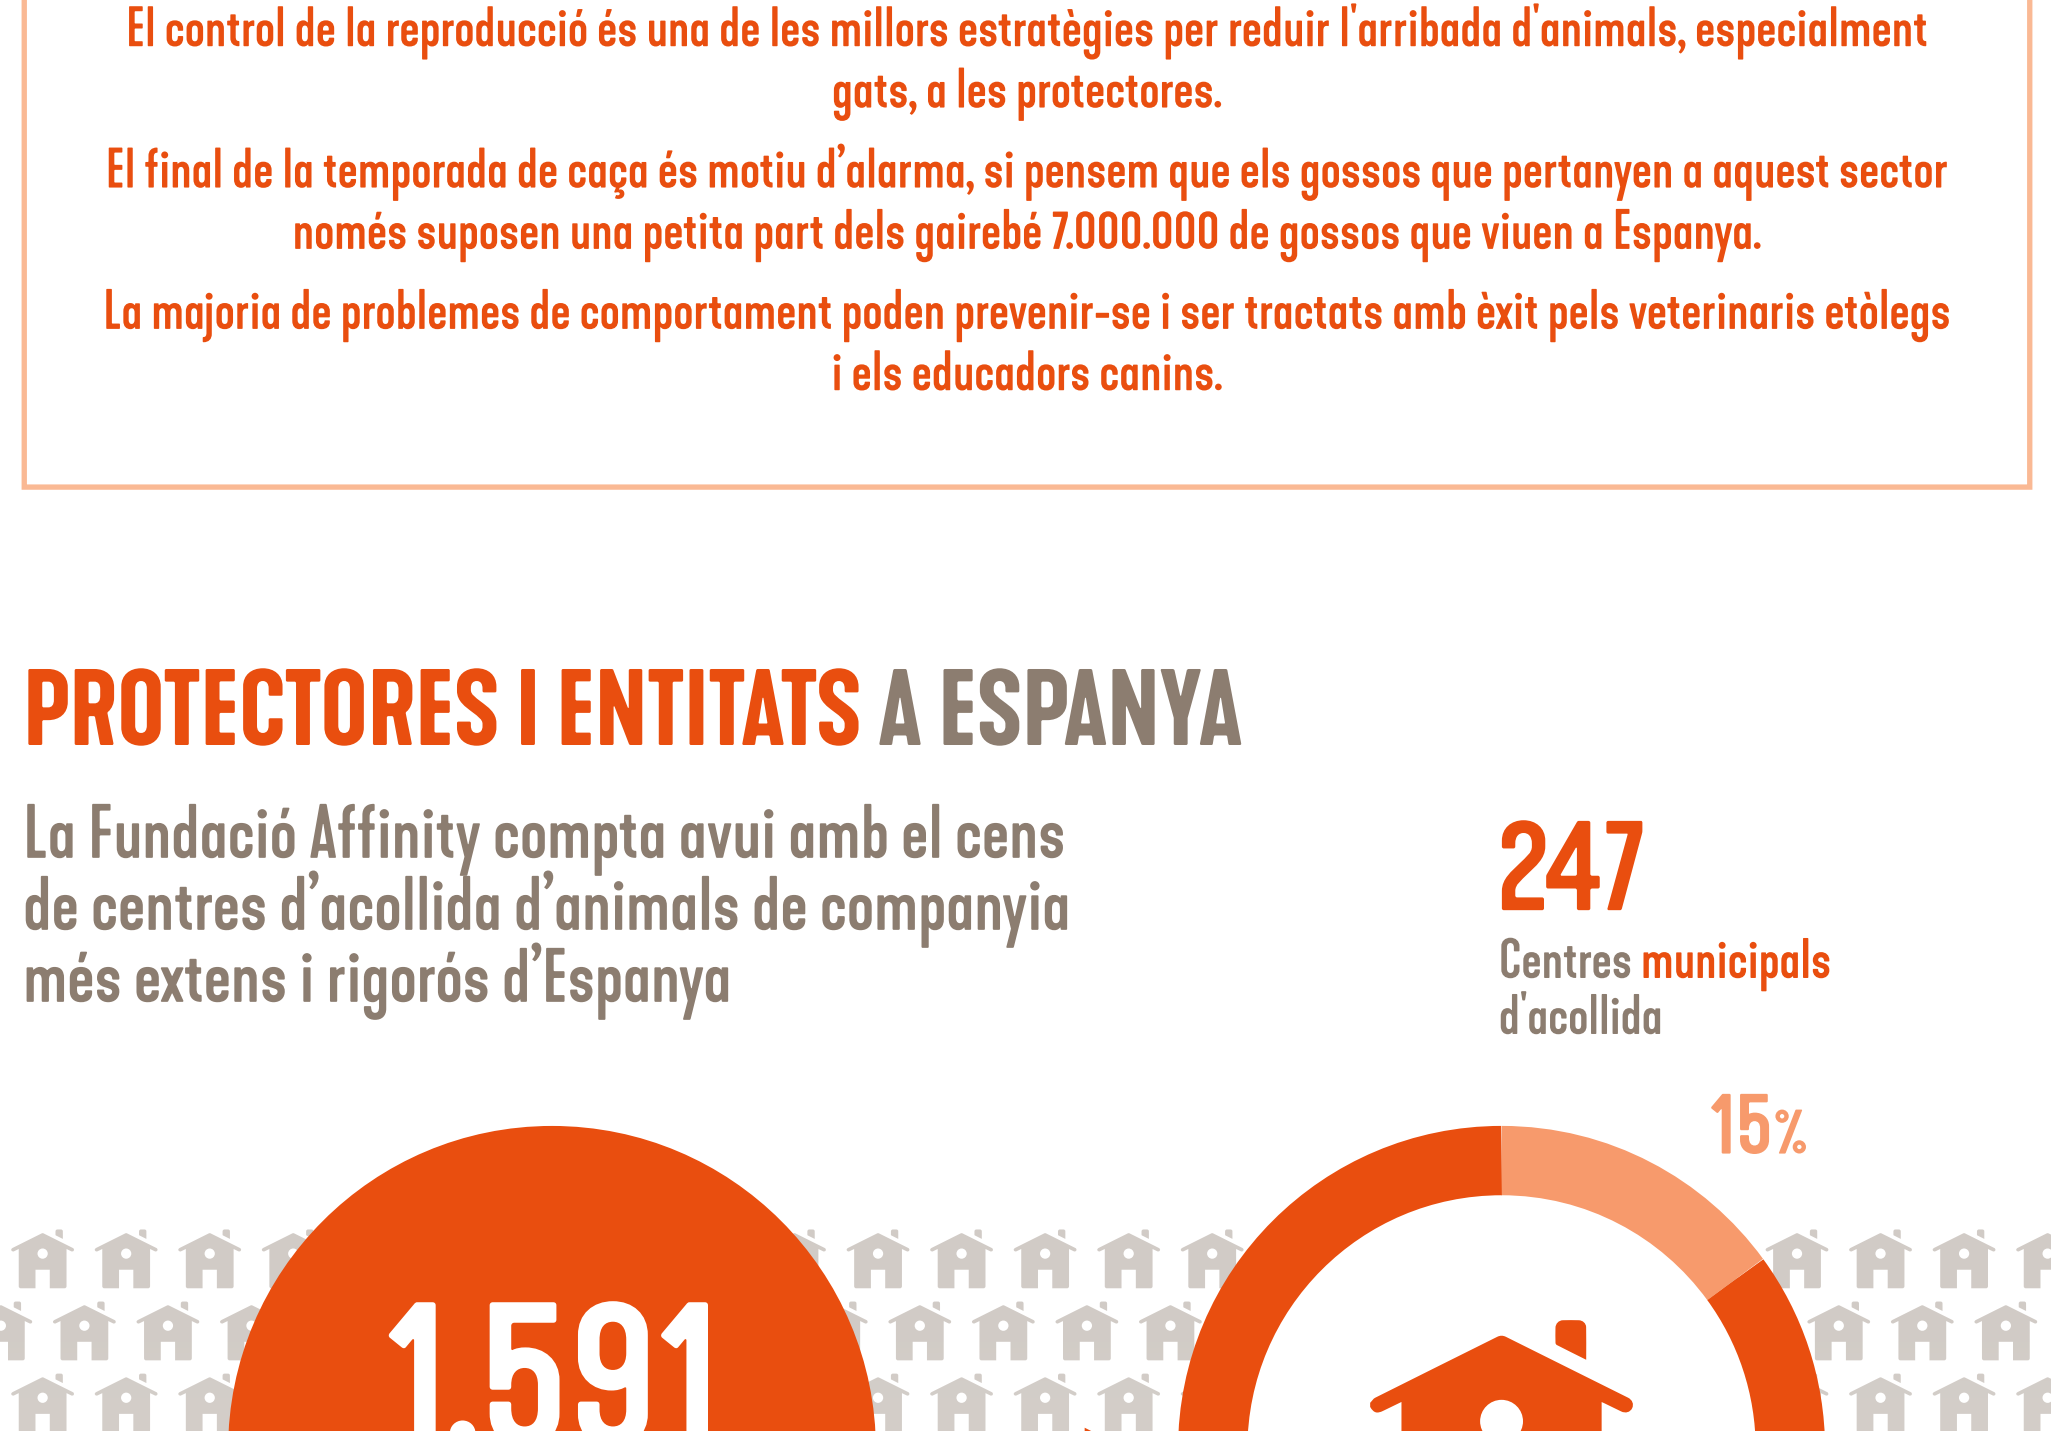 El control de la reproducció és una de les millors estratègies per reduir l'arribada d'animals, especialment
gats, a les protectores.
El final de la temporada de caça és motiu d’alarma, si pensem que els gossos que pertanyen a aquest sector
només suposen una petita part dels gairebé 7.000.000 de gossos que viuen a Espanya.
La majoria de problemes de comportament poden prevenir-se i ser tractats amb èxit pels veterinaris etòlegs
i els educadors canins.
PROTECTORES I ENTITATS A ESPANYA
La Fundació Affinity compta avui amb el cens
de centres d’acollida d’animals de companyia
més extens i rigorós d’Espanya
247
Centres municipals
d'acollida
15%
1.591